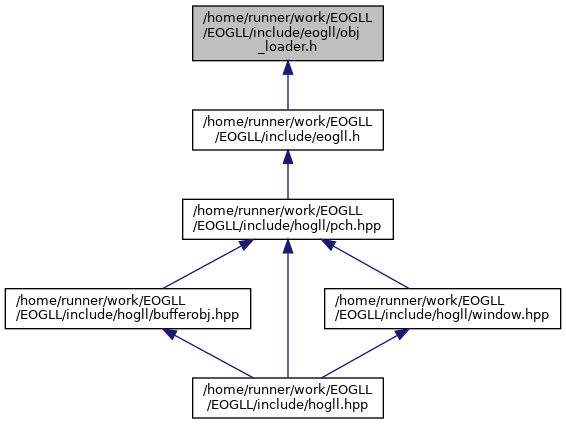 /home/runner/work/EOGLL
/EOGLL/include/eogll/obj
_loader.h
/home/runner/work/EOGLL
/EOGLL/include/eogll.h
/home/runner/work/EOGLL
/EOGLL/include/hogll/pch.hpp
/home/runner/work/EOGLL
/EOGLL/include/hogll/bufferobj.hpp
/home/runner/work/EOGLL
/EOGLL/include/hogll/window.hpp
/home/runner/work/EOGLL
/EOGLL/include/hogll.hpp